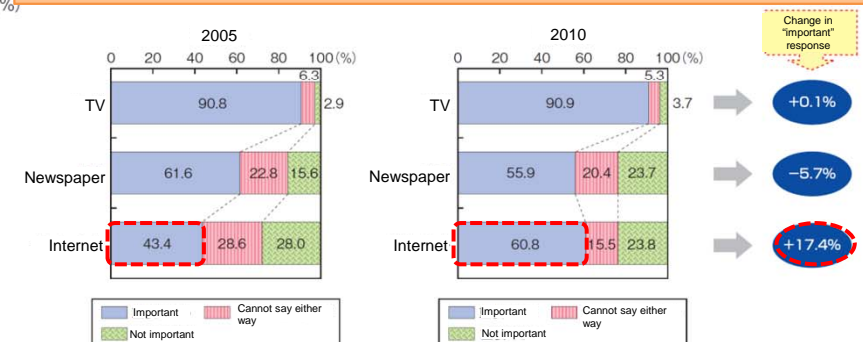 %)
Change in
"important"
response
2005
2010
0 20 40 60 80 100 (%)
0 20 40 60 80 100 (%)
6.3
5.3
TV 90.8 2.9
TV 90.9 3.7
+0.1%
Newspaper 61.6 22.8 15.6
Newspaper 55.9 20.4 23.7
−5.7%
Internet 43.4 28.6 28.0
Internet 60.8 15.5 23.8
+17.4%
Important
Cannot say either
way
Not important
Important
Cannot say either
way
Not important